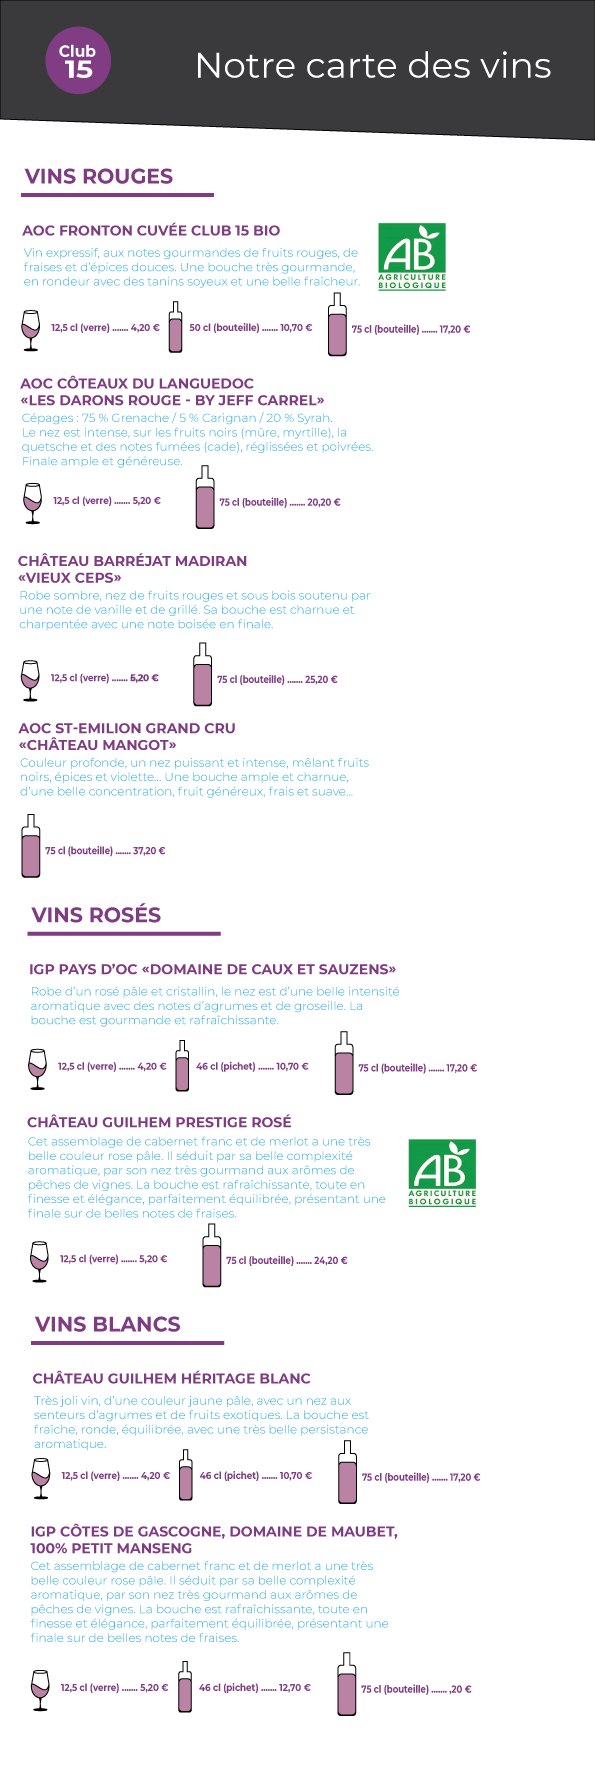 Club
15
Notre carte des vins
VINS ROUGES
AOC FRONTON CUVÉE CLUB 15 BIO
Vin expressif, aux notes gourmandes de fruits rouges, de
fraises et d'épices douces. Une bouche très gourmande,
en rondeur avec des tanins soyeux et une belle fraîcheur.
AB
AGRICULTURE
BIOLOGIQUE
12,5 cl (verre) ....... 4,20 € 50 cl (bouteille) ....... 10,70 € 75 cl (bouteille) ....... 17,20 €
AOC CÔTEAUX DU LANGUEDOC
«LES DARONS ROUGE - BY JEFF CARREL»
Cépages : 75 % Grenache / 5 % Carignan / 20 % Syrah.
Le nez est intense, sur les fruits noirs (mûre, myrtille), la
quetsche et des notes fumées (cade), réglissées et poivrées.
Finale ample et généreuse.
12,5 cl (verre) ....... 5,20 € 75 cl (bouteille) ....... 20,20 €
CHÂTEAU BARRÉJAT MADIRAN
«VIEUX CEPS»
Robe sombre, nez de fruits rouges et sous bois soutenu par
une note de vanille et de grillé. Sa bouche est charnue et
charpentée avec une note boisée en finale.
12,5 cl (verre) ....... 5,20 € 75 cl (bouteille) ....... 25,20 €
AOC ST-EMILION GRAND CRU
«CHÂTEAU MANGOT»
Couleur profonde, un nez puissant et intense, mêlant fruits
noirs, épices et violette... Une bouche ample et charnue,
d'une belle concentration, fruit généreux, frais et suave...
75 cl (bouteille) ....... 37,20 €
VINS ROSÉS
IGP PAYS D'OC «DOMAINE DE CAUX ET SAUZENS»
Robe d'un rosé pâle et cristallin, le nez est d'une belle intensité
aromatique avec des notes d'agrumes et de groseille. La
bouche est gourmande et rafraîchissante.
12,5 cl (verre) ....... 4,20 € 46 cl (pichet) ....... 10,70 € 75 cl (bouteille) ....... 17,20 €
CHÂTEAU GUILHEM PRESTIGE ROSÉ
Cet assemblage de cabernet franc et de merlot a une très
belle couleur rose pâle. Il séduit par sa belle complexité
aromatique, par son nez très gourmand aux arômes de
pêches de vignes. La bouche est rafraîchissante, toute en
finesse et élégance, parfaitement équilibrée, présentant une
finale sur de belles notes de fraises.
AB
AGRICULTURE
BIOLOGIQUE
12,5 cl (verre) ....... 5,20 € 75 cl (bouteille) ....... 24,20 €
VINS BLANCS
CHÂTEAU GUILHEM HÉRITAGE BLANC
Très joli vin, d'une couleur jaune pâle, avec un nez aux
senteurs d'agrumes et de fruits exotiques. La bouche est
fraîche, ronde, équilibrée, avec une très belle persistance
aromatique.
12,5 cl (verre) ....... 4,20 € 46 cl (pichet) ....... 10,70 € 75 cl (bouteille) ....... 17,20 €
IGP CÔTES DE GASCOGNE, DOMAINE DE MAUBET,
100% PETIT MANSENG
Cet assemblage de cabernet franc et de merlot a une très
belle couleur rose pâle. Il séduit par sa belle complexité
aromatique, par son nez très gourmand aux arômes de
pêches de vignes. La bouche est rafraîchissante, toute en
finesse et élégance, parfaitement équilibrée, présentant une
finale sur de belles notes de fraises.
12,5 cl (verre) ....... 5,20 € 46 cl (pichet) ....... 12,70 € 75 cl (bouteille) ....... ,20 €